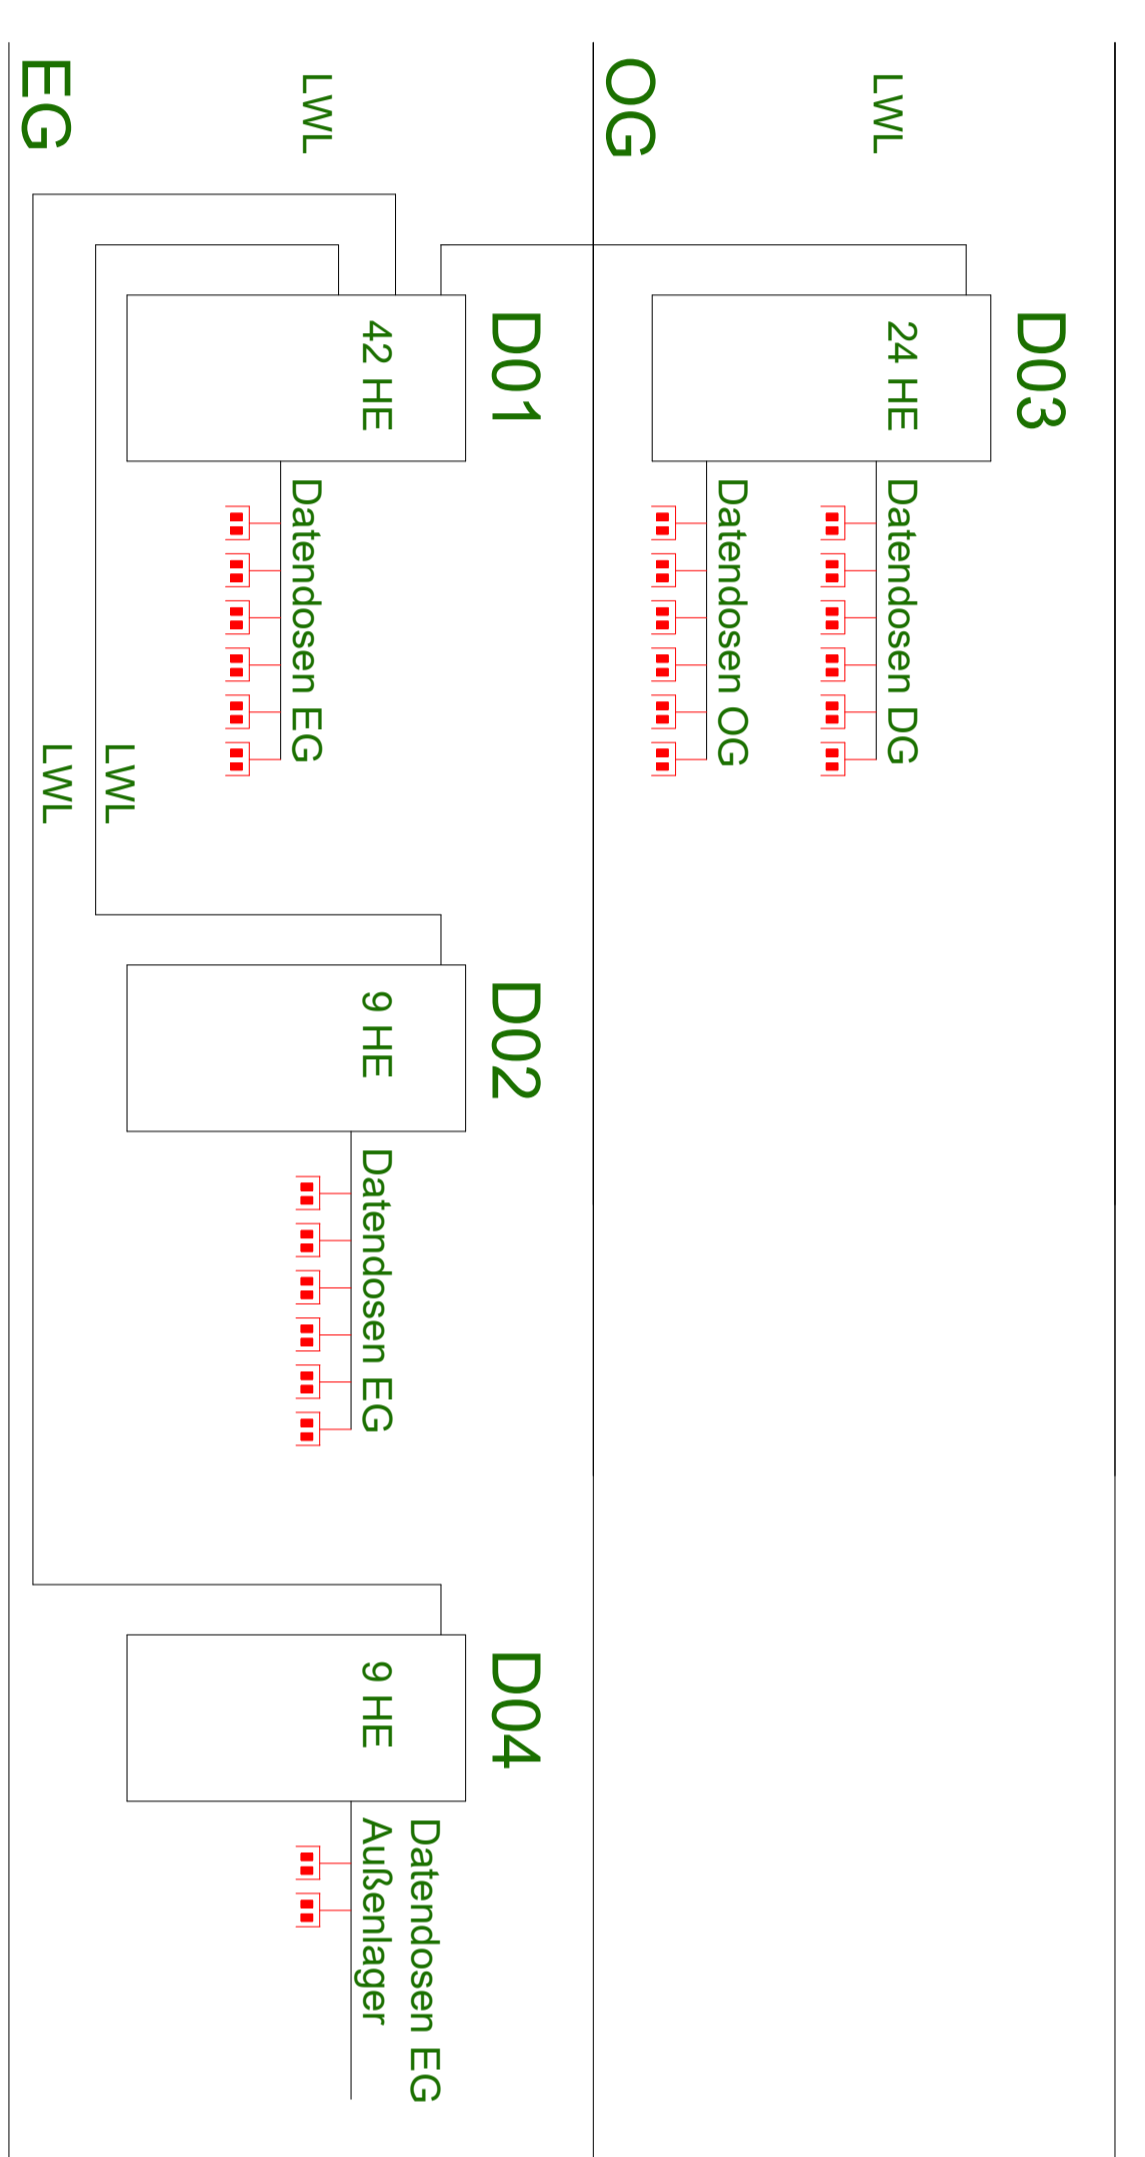 D03
LWL
24 HE
Datendosen DG
Datendosen OG
OG
D01
D02
D04
LWL
42 HE
Datendosen EG
9 HE
Datendosen EG
9 HE
Datendosen EG
Außenlager
LWL
LWL
EG